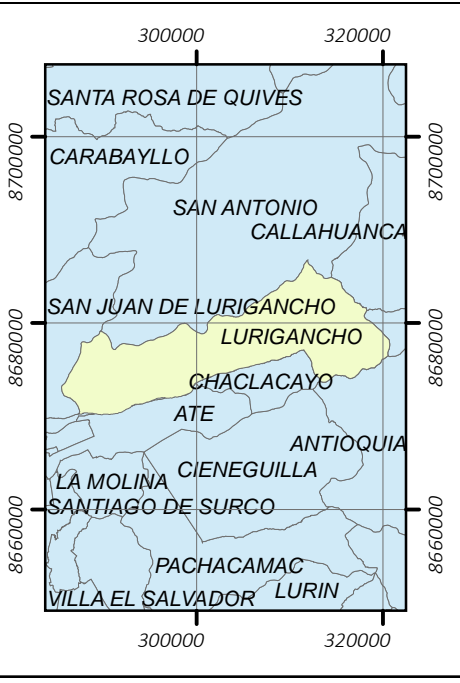 300000 320000
SANTA ROSA DE QUIVES
8700000 8700000
CARABAYLLO
SAN ANTONIO
CALLAHUANCA
SAN JUAN DE LURIGANCHO
8680000 LURIGANCHO 8680000
CHACLACAYO
ATE
ANTIOQUIA
CIENEGUILLA
LA MOLINA
SANTIAGO DE SURCO
8660000 8660000
PACHACAMAC
LURIN
VILLA EL SALVADOR
300000 320000